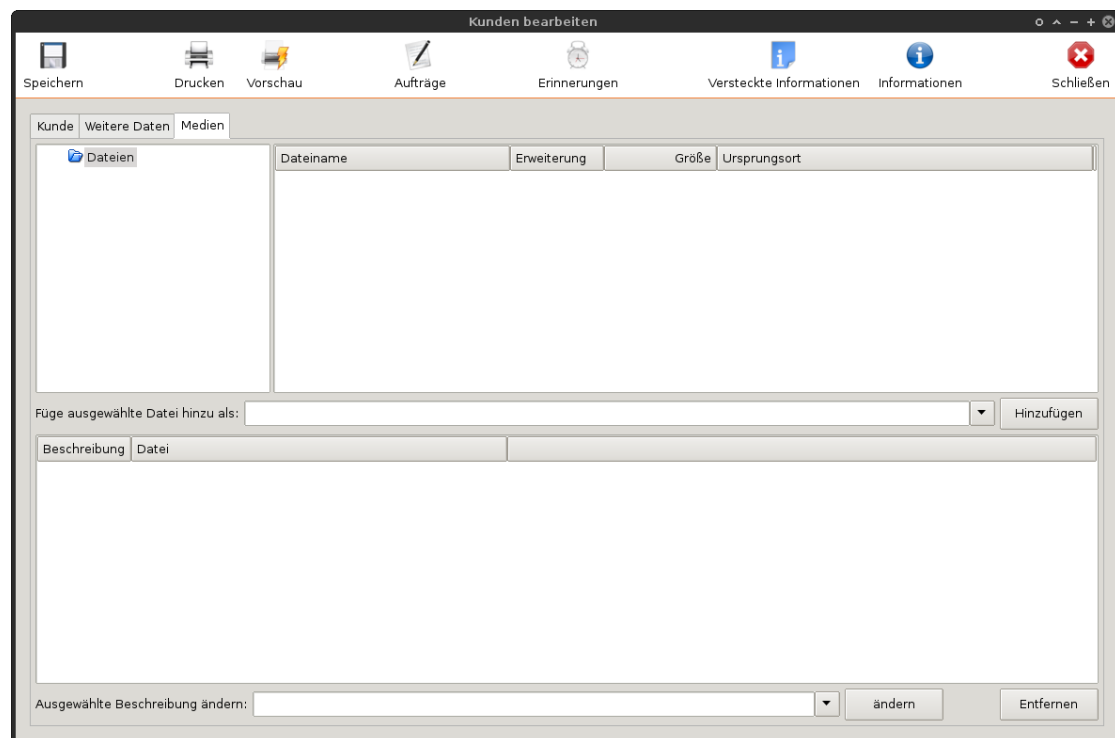 Kunden bearbeiten
Speichern Drucken Vorschau Aufträge Erinnerungen Versteckte Informationen Informationen Schließen
Kunde Weitere Daten Medien
Dateien Dateiname Erweiterung Größe Ursprungsort
Füge ausgewählte Datei hinzu als: Hinzufügen
Beschreibung Datei
Ausgewählte Beschreibung ändern: ändern Entfernen